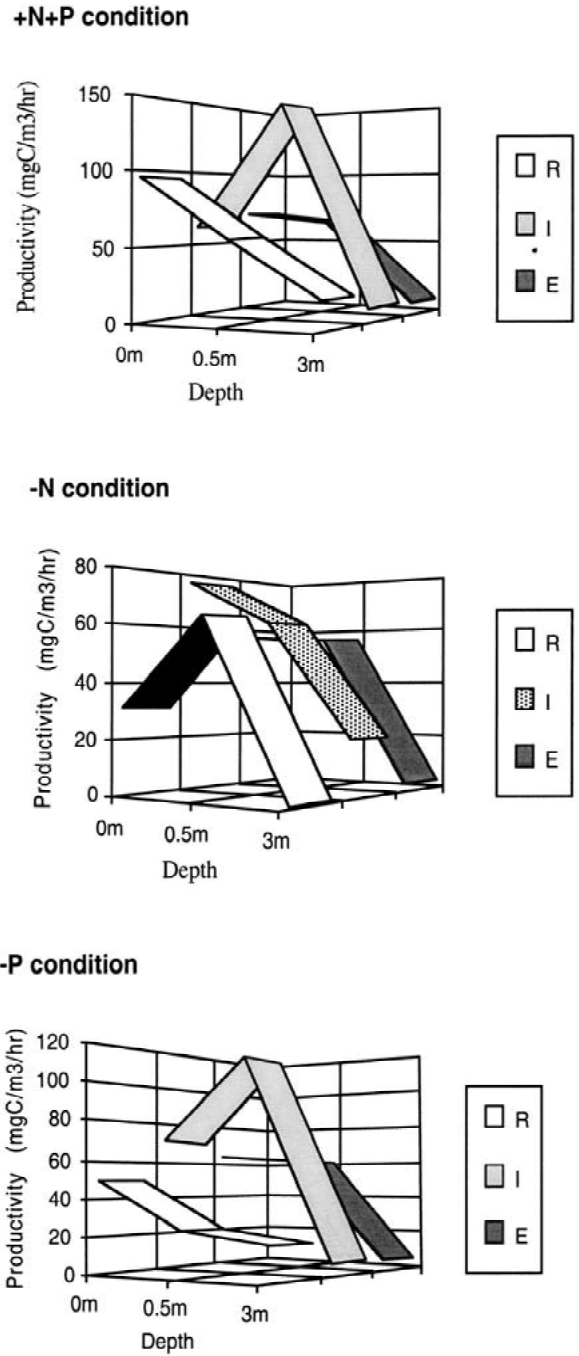 +N+P condition
Productivity (mgC/m3/hr)
150
100
50
0
0m
0.5m
3m
Depth
R
I
E
-N condition
Productivity (mgC/m3/hr)
80
60
40
20
0
0m
0.5m
3m
Depth
R
I
E
-P condition
Productivity (mgC/m3/hr)
120
100
80
60
40
20
0
0m
0.5m
3m
Depth
R
I
E